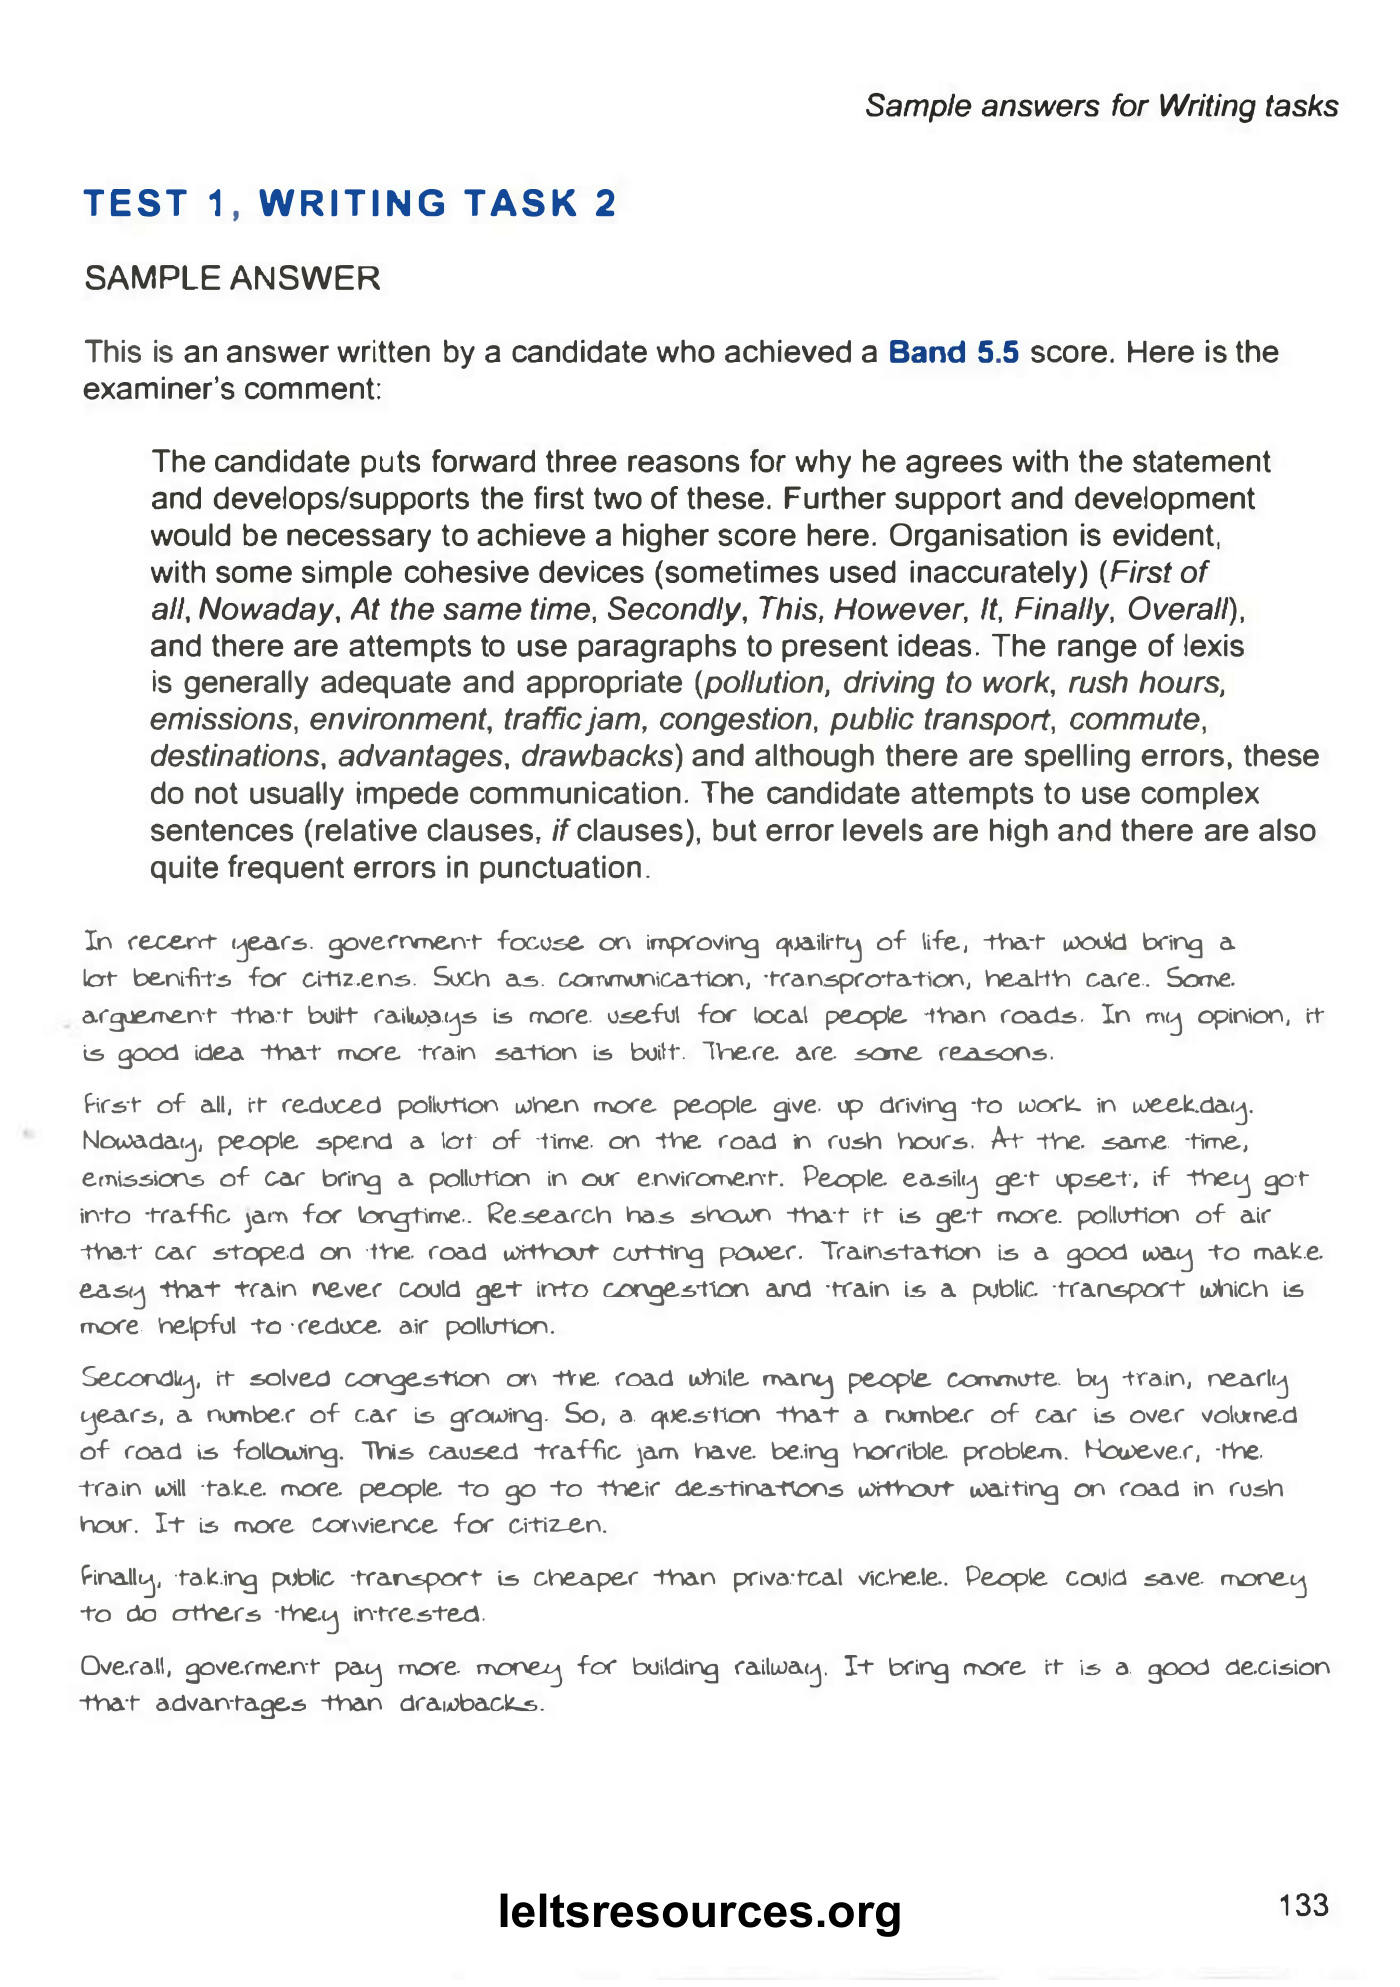 Sample answers for Writing tasks
TEST 1, WRITING TASK 2
SAMPLE ANSWER
This is an answer written by a candidate who achieved a Band 5.5 score. Here is the
examiner's comment:
The candidate puts forward three reasons for why he agrees with the statement
and develops/supports the first two of these. Further support and development
would be necessary to achieve a higher score here. Organisation is evident,
with some simple cohesive devices (sometimes used inaccurately) (First of
all, Nowaday, At the same time, Secondly, This, However, It, Finally, Overall),
and there are attempts to use paragraphs to present ideas. The range of lexis
is generally adequate and appropriate (pollution, driving to work, rush hours,
emissions, environment, traffic jam, congestion, public transport, commute,
destinations, advantages, drawbacks) and although there are spelling errors, these
do not usually impede communication. The candidate attempts to use complex
sentences (relative clauses, if clauses), but error levels are high and there are also
quite frequent errors in punctuation.
In recent years. government focuse on improving quailrty of life, that would bring a
lot benifits for citizens. Such as. communication, transprotation, health care. Some
arguement that built railways is more useful for local people than roads. In my opinion, it
is good idea that more train sation is built. There are some reasons.
First of all, it reduced pollution when more people give up driving to work in weekday.
Nowaday, people spend a lot of time on the road in rush hours. At the same time,
emissions of car bring a pollution in our enviroment. People easily get upset, if they got
into traffic jam for longtime. Research has shown that it is get more pollution of air
that car stoped on the road without cutting power. Trainstation is a good way to make
easy that train never could get into congestion and train is a public transport which is
more helpful to reduce air pollution.
Secondly, it solved congestion on the road while many people commute by train, nearly
years, a number of car is growing. So, a question that a number of car is over volumed
of road is following. This caused traffic jam have being horrible problem. However, the
train will take more people to go to their destinations without waiting on road in rush
hour. It is more convience for citizen.
Finally, taking public transport is cheaper than privatcal vichele. People could save money
to do others they intrested.
Overall, goverment pay more money for building railway. It bring more it is a good decision
that advantages than drawbacks.
Ieltsresources.org
133